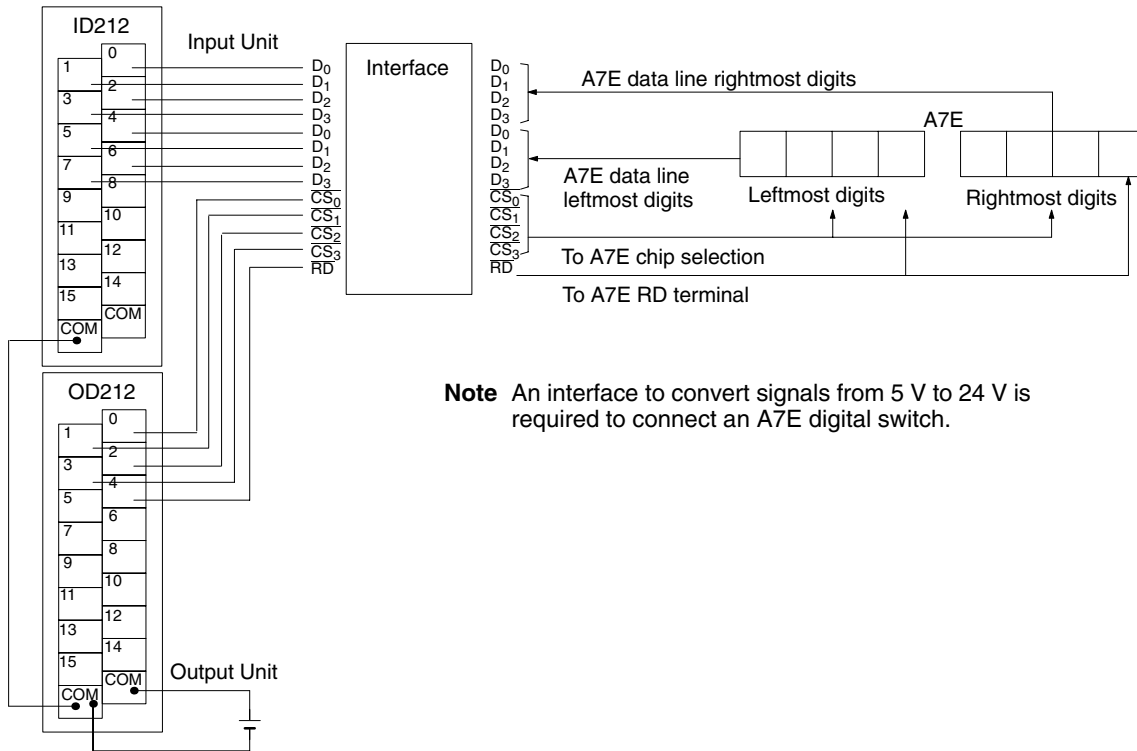 ID212
Input Unit
0
1
2
3
4
5
6
7
8
9
10
11
12
13
14
15
COM
COM
D0
D1
D2
D3
D0
D1
D2
D3
CS0
CS1
CS2
CS3
RD
Interface
D0
D1
D2
D3
D0
D1
D2
D3
CS0
CS1
CS2
CS3
RD
A7E data line rightmost digits
A7E
A7E data line
leftmost digits
Leftmost digits
Rightmost digits
To A7E chip selection
To A7E RD terminal
Note An interface to convert signals from 5 V to 24 V is
required to connect an A7E digital switch.
OD212
0
1
2
3
4
5
6
7
8
9
10
11
12
13
14
15
COM
COM
Output Unit